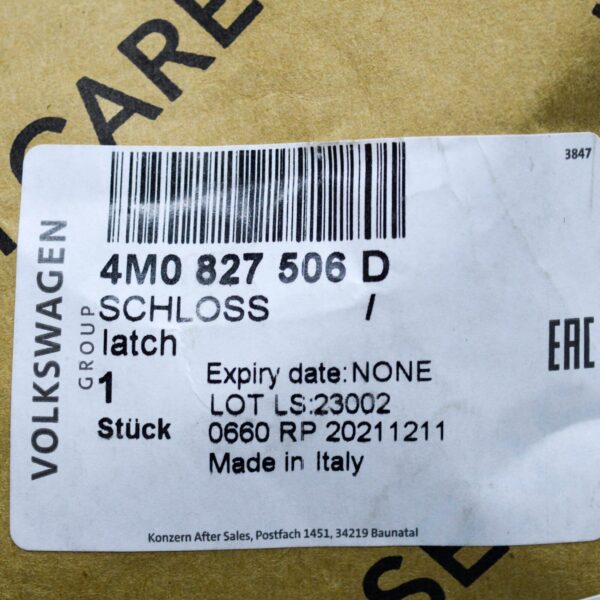 CARE
3847
4M0 827 506 D
SCHLOSS /
latch
1
Stück
Expiry date:NONE
LOT LS:23002
0660 RP 20211211
Made in Italy
VOLKSWAGEN
GROUP
EAC
Konzern After Sales, Postfach 1451, 34219 Baunatal
SE